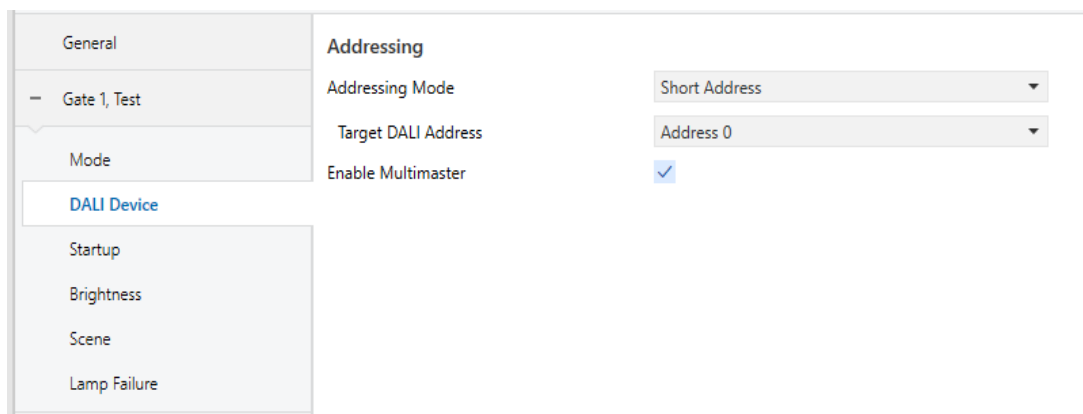 General
Gate 1, Test
Mode
DALI Device
Startup
Brightness
Scene
Lamp Failure
Addressing
Addressing Mode Short Address
Target DALI Address Address 0
Enable Multimaster